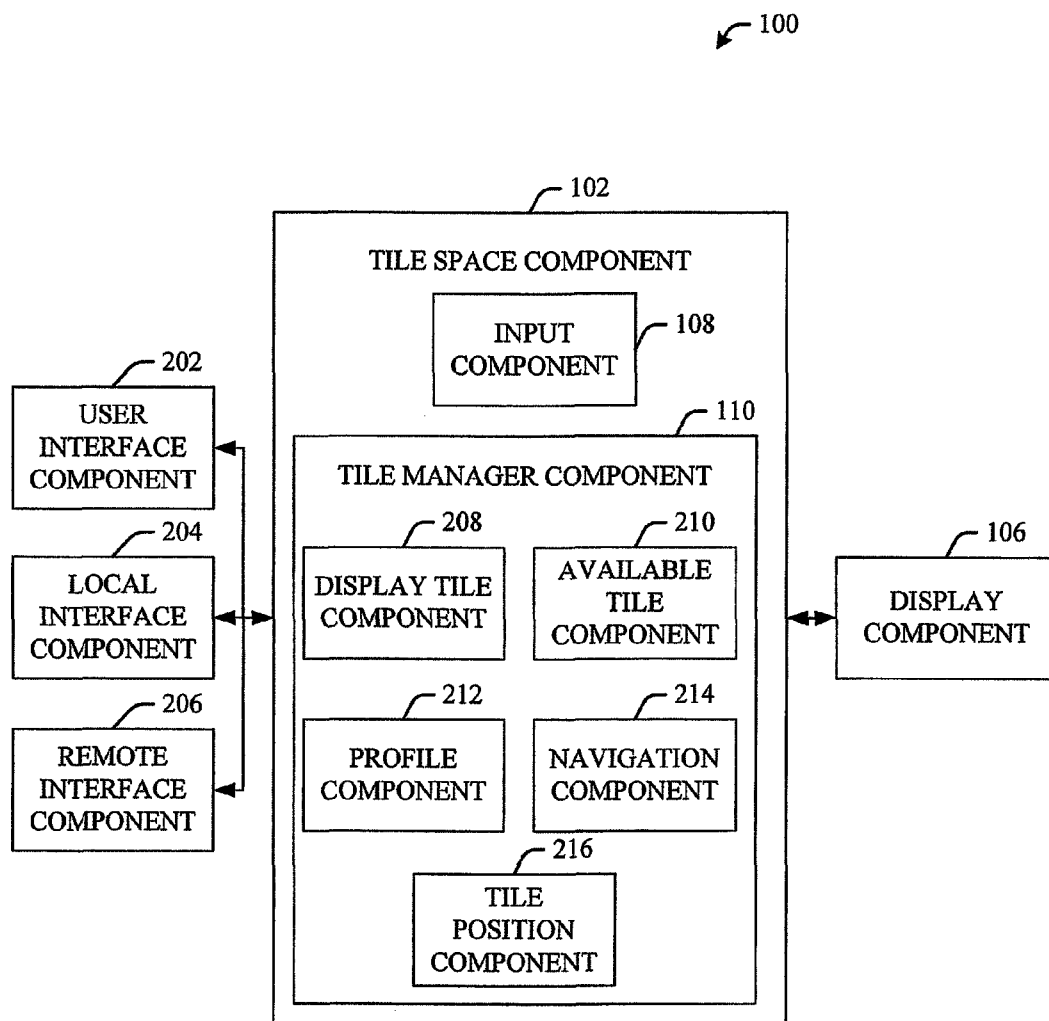 100
102
TILE SPACE COMPONENT
INPUT
COMPONENT
108
202
USER
INTERFACE
COMPONENT
110
TILE MANAGER COMPONENT
204
LOCAL
INTERFACE
COMPONENT
208
DISPLAY TILE
COMPONENT
210
AVAILABLE
TILE
COMPONENT
106
DISPLAY
COMPONENT
206
REMOTE
INTERFACE
COMPONENT
212
PROFILE
COMPONENT
214
NAVIGATION
COMPONENT
216
TILE
POSITION
COMPONENT